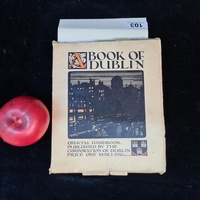 103
A BOOK OF
DUBLIN
OFFICIAL HANDBOOK,
PUBLISHED BY THE
CORPORATION OF DUBLIN
PRICE ONE SHILLING